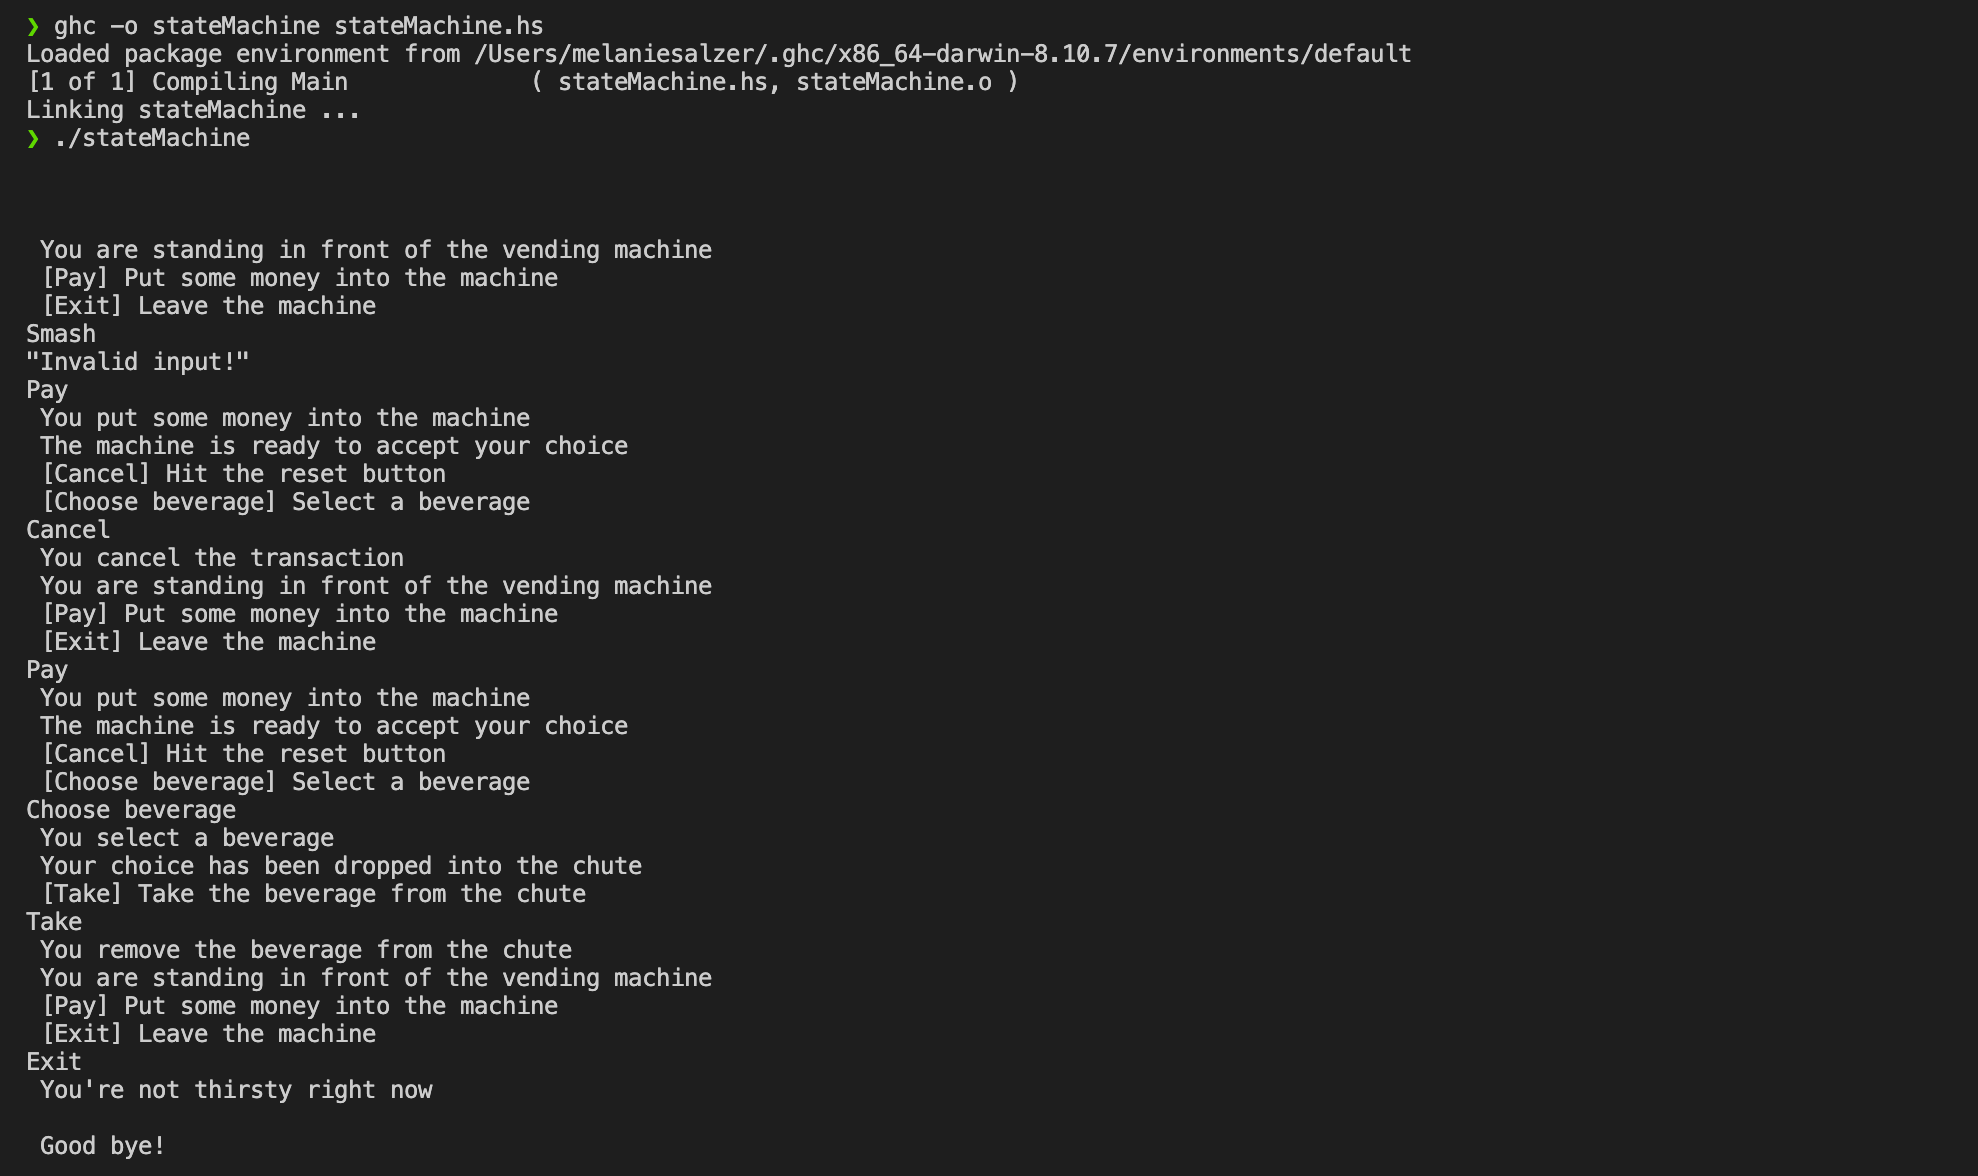 ❯ ghc -o stateMachine stateMachine.hs
Loaded package environment from /Users/melaniesalzer/.ghc/x86_64-darwin-8.10.7/environments/default
[1 of 1] Compiling Main             ( stateMachine.hs, stateMachine.o )
Linking stateMachine ...
❯ ./stateMachine
You are standing in front of the vending machine
[Pay] Put some money into the machine
[Exit] Leave the machine
Smash
"Invalid input!"
Pay
You put some money into the machine
The machine is ready to accept your choice
[Cancel] Hit the reset button
[Choose beverage] Select a beverage
Cancel
You cancel the transaction
You are standing in front of the vending machine
[Pay] Put some money into the machine
[Exit] Leave the machine
Pay
You put some money into the machine
The machine is ready to accept your choice
[Cancel] Hit the reset button
[Choose beverage] Select a beverage
Choose beverage
You select a beverage
Your choice has been dropped into the chute
[Take] Take the beverage from the chute
Take
You remove the beverage from the chute
You are standing in front of the vending machine
[Pay] Put some money into the machine
[Exit] Leave the machine
Exit
You're not thirsty right now
Good bye!